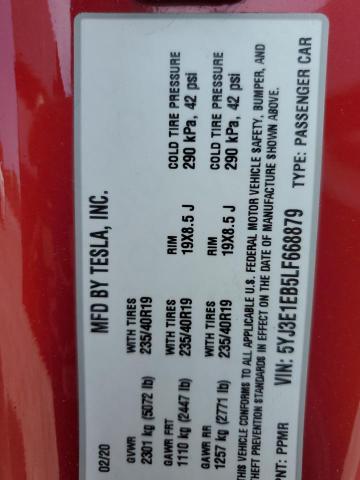 MFD BY TESLA, INC.
02/20
GVWR WITH TIRES RIM COLD TIRE PRESSURE
2301 kg (5072 lb) 235/40R19 19X8.5 J 290 kPa, 42 psi
GAWR FRT WITH TIRES RIM COLD TIRE PRESSURE
1110 kg (2447 lb) 235/40R19 19X8.5 J 290 kPa, 42 psi
GAWR RR
1257 kg (2771 lb) 235/40R19
THIS VEHICLE CONFORMS TO ALL APPLICABLE U.S. FEDERAL MOTOR VEHICLE SAFETY, BUMPER, AND
THEFT PREVENTION STANDARDS IN EFFECT ON THE DATE OF MANUFACTURE SHOWN ABOVE.
VIN: 5YJ3E1EB5LF668879 TYPE: PASSENGER CAR
NT: PPMR